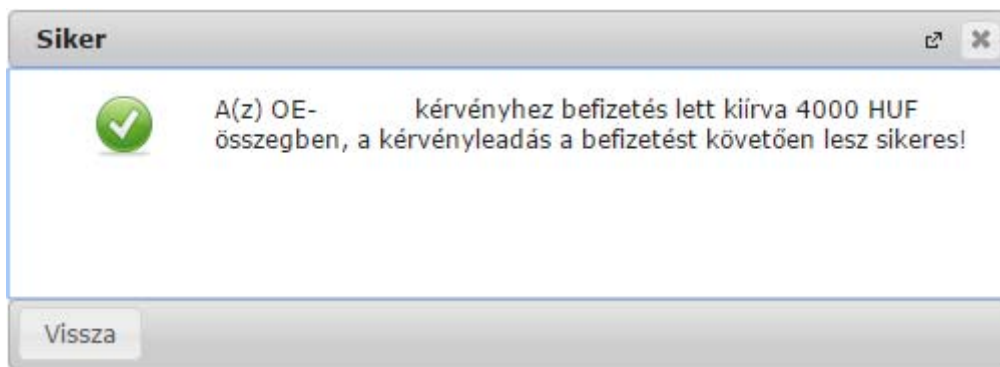 Siker
A(z) OE- kérvényhez befizetés lett kiírva 4000 HUF
összegben, a kérvényleadás a befizetést követően lesz sikeres!
Vissza